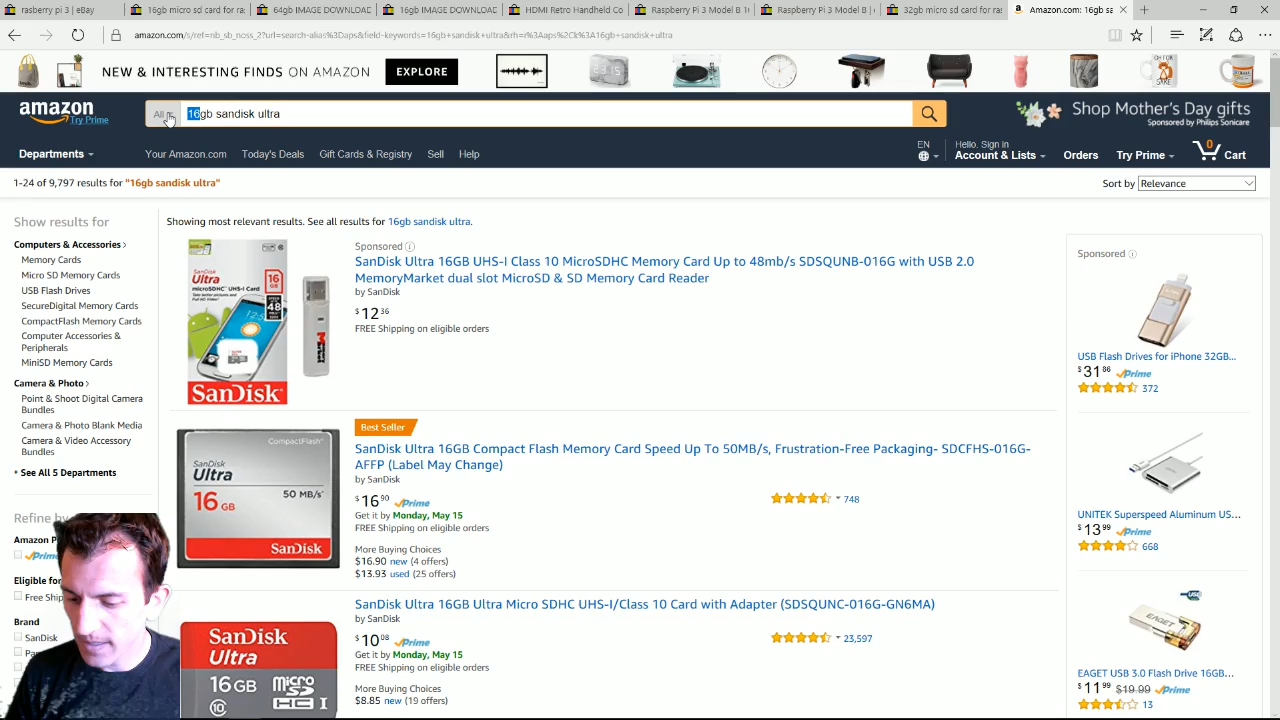 rasberry pi 3 | eBay
16gb micro sd card for ra:
64gb IMAGE DOWNLOAD
16gb IMAGE DOWNLOAD
HDMI Retro Handheld Co
Raspberry Pi 3 Model B 1(
Raspberry Pi 3 Model B |
32gb micro sd card for ras
Amazon.com: 16gb sa
amazon.com/s/ref=nb_sb_noss_2?url=search-alias%3Daps&field-keywords=16gb+sandisk+ultra&rh=i%3Aaps%2Ck%3A16gb+sandisk+ultra
NEW & INTERESTING FINDS ON AMAZON
EXPLORE
amazon
Try Prime
All
16gb sandisk ultra
Shop Mother's Day gifts
Sponsored by Philips Sonicare
Departments
Your Amazon.com
Today's Deals
Gift Cards & Registry
Sell
Help
EN
Hello. Sign in
Account & Lists
Orders
Try Prime
0
Cart
1-24 of 9,797 results for "16gb sandisk ultra"
Sort by
Relevance
Show results for
Computers & Accessories
Memory Cards
Micro SD Memory Cards
USB Flash Drives
SecureDigital Memory Cards
CompactFlash Memory Cards
Computer Accessories &
Peripherals
MiniSD Memory Cards
Camera & Photo
Point & Shoot Digital Camera
Bundles
Camera & Photo Blank Media
Camera & Video Accessory
Bundles
See All 5 Departments
Refine by
Amazon P
Prime
Eligible for
Free Ship
Brand
SanDisk
Showing most relevant results. See all results for 16gb sandisk ultra.
Sponsored
SanDisk Ultra 16GB UHS-I Class 10 MicroSDHC Memory Card Up to 48mb/s SDSQUNB-016G with USB 2.0
MemoryMarket dual slot MicroSD & SD Memory Card Reader
by SanDisk
$12 36
FREE Shipping on eligible orders
SanDisk
Ultra
16
48
SanDisk
Best Seller
SanDisk Ultra 16GB Compact Flash Memory Card Speed Up To 50MB/s, Frustration-Free Packaging- SDCFHS-016G-
AFFP (Label May Change)
by SanDisk
$16 90 Prime
Get it by Monday, May 15
FREE Shipping on eligible orders
More Buying Choices
$16.90 new (4 offers)
$13.93 used (25 offers)
748
CompactFlash
SanDisk
Ultra
16 GB
50 MB/s
SanDisk
SanDisk Ultra 16GB Ultra Micro SDHC UHS-I/Class 10 Card with Adapter (SDSQUNC-016G-GN6MA)
by SanDisk
$10 08 Prime
Get it by Monday, May 15
FREE Shipping on eligible orders
More Buying Choices
$8.85 new (19 offers)
23,597
SanDisk
Ultra
16 GB
micro
SD
HC I
10
Sponsored
USB Flash Drives for iPhone 32GB...
$31 86 Prime
372
UNITEK Superspeed Aluminum US...
$13 99 Prime
668
EAGET USB 3.0 Flash Drive 16GB...
$11 99 $19.99 Prime
13